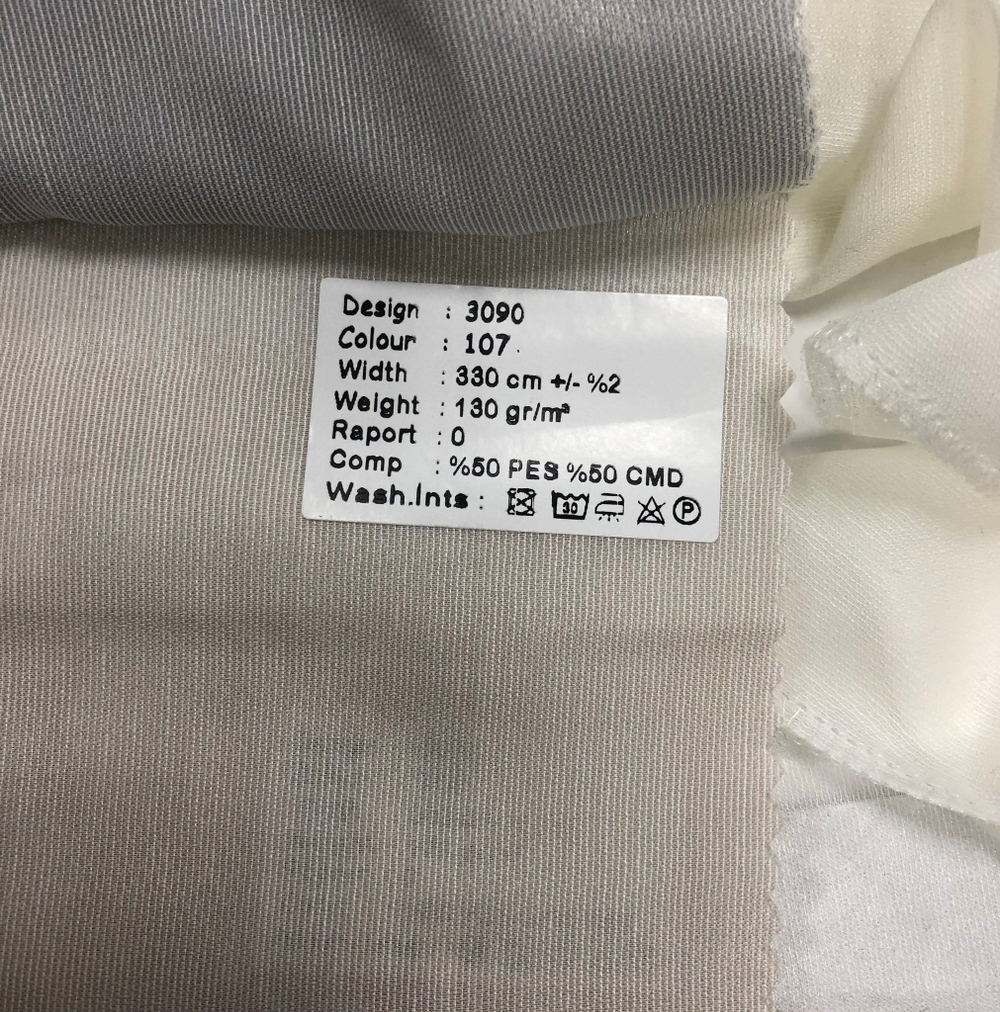 Design : 3090
Colour : 107.
Width : 330 cm +/- %2
Weight : 130 gr/m²
Raport : 0
Comp : %50 PES %50 CMD
Wash.Ints : 30 P